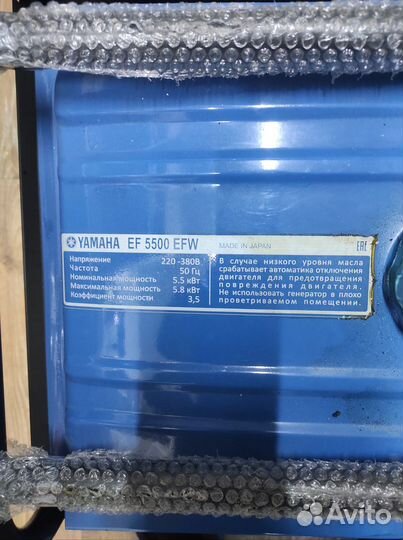 YAMAHA EF 5500 EFW MADE IN JAPAN EAC
Напряжение 220 -380В
Частота 50 Гц
Номинальная мощность 5.5 кВт
Максимальная мощность 5.8 кВт
Коэффициент мощности 3,5
В случае низкого уровня масла
срабатывает автоматика отключения
двигателя для предотвращения
повреждения двигателя.
Не использовать генератор в плохо
проветриваемом помещении.
Avito